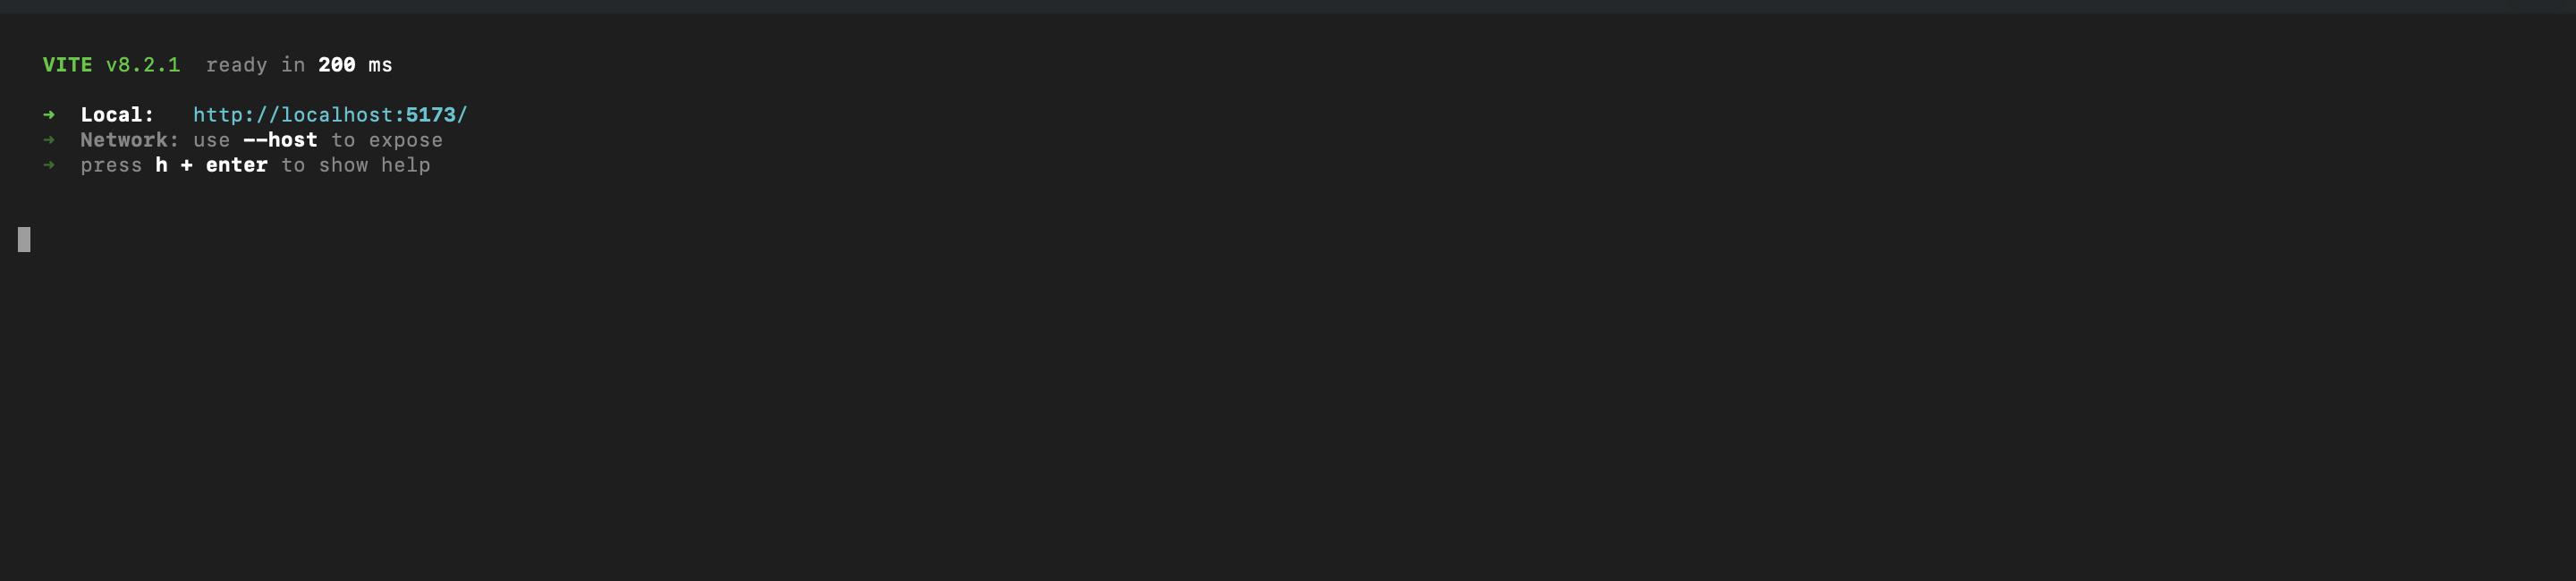 VITE v8.2.1  ready in 200 ms
➜  Local:   http://localhost:5173/
➜  Network: use --host to expose
➜  press h + enter to show help